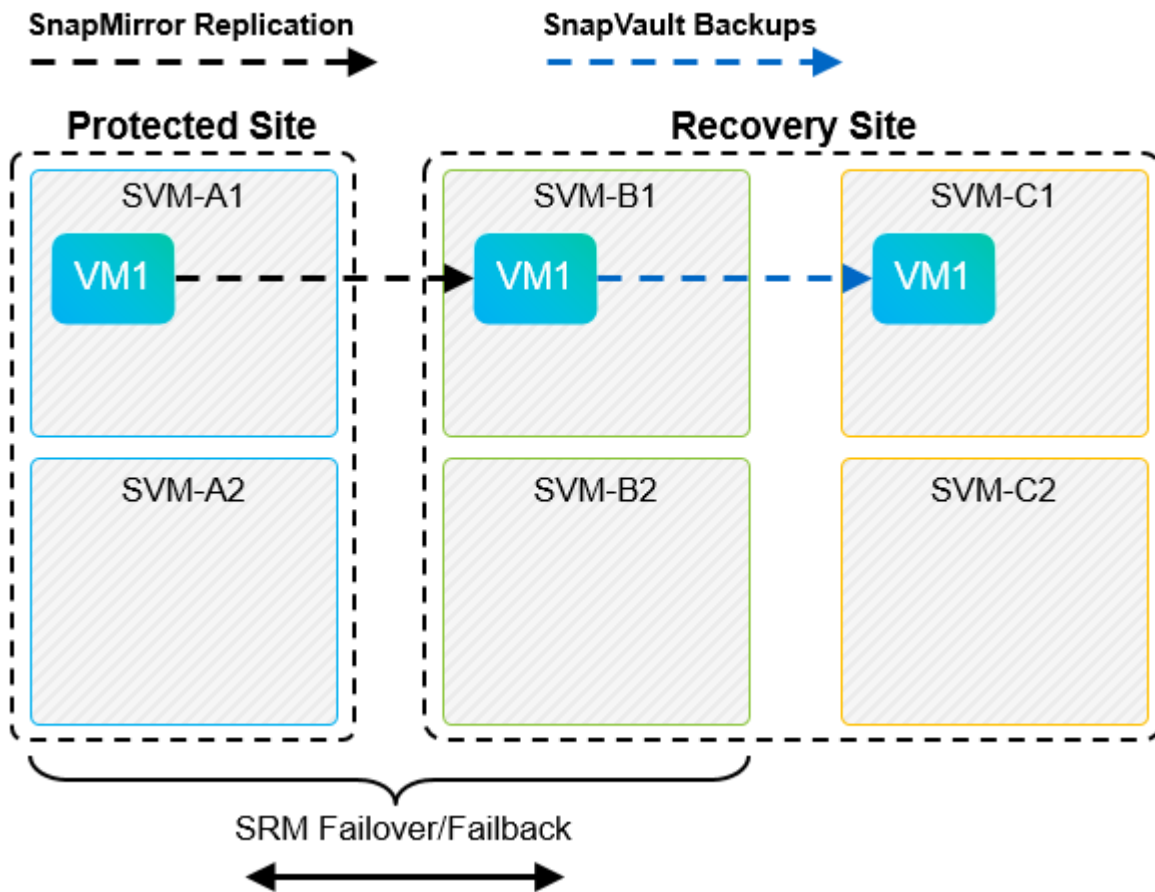 SnapMirror Replication
SnapVault Backups
Protected Site
Recovery Site
SVM-A1
SVM-B1
SVM-C1
VM1
VM1
VM1
SVM-A2
SVM-B2
SVM-C2
SRM Failover/Failback